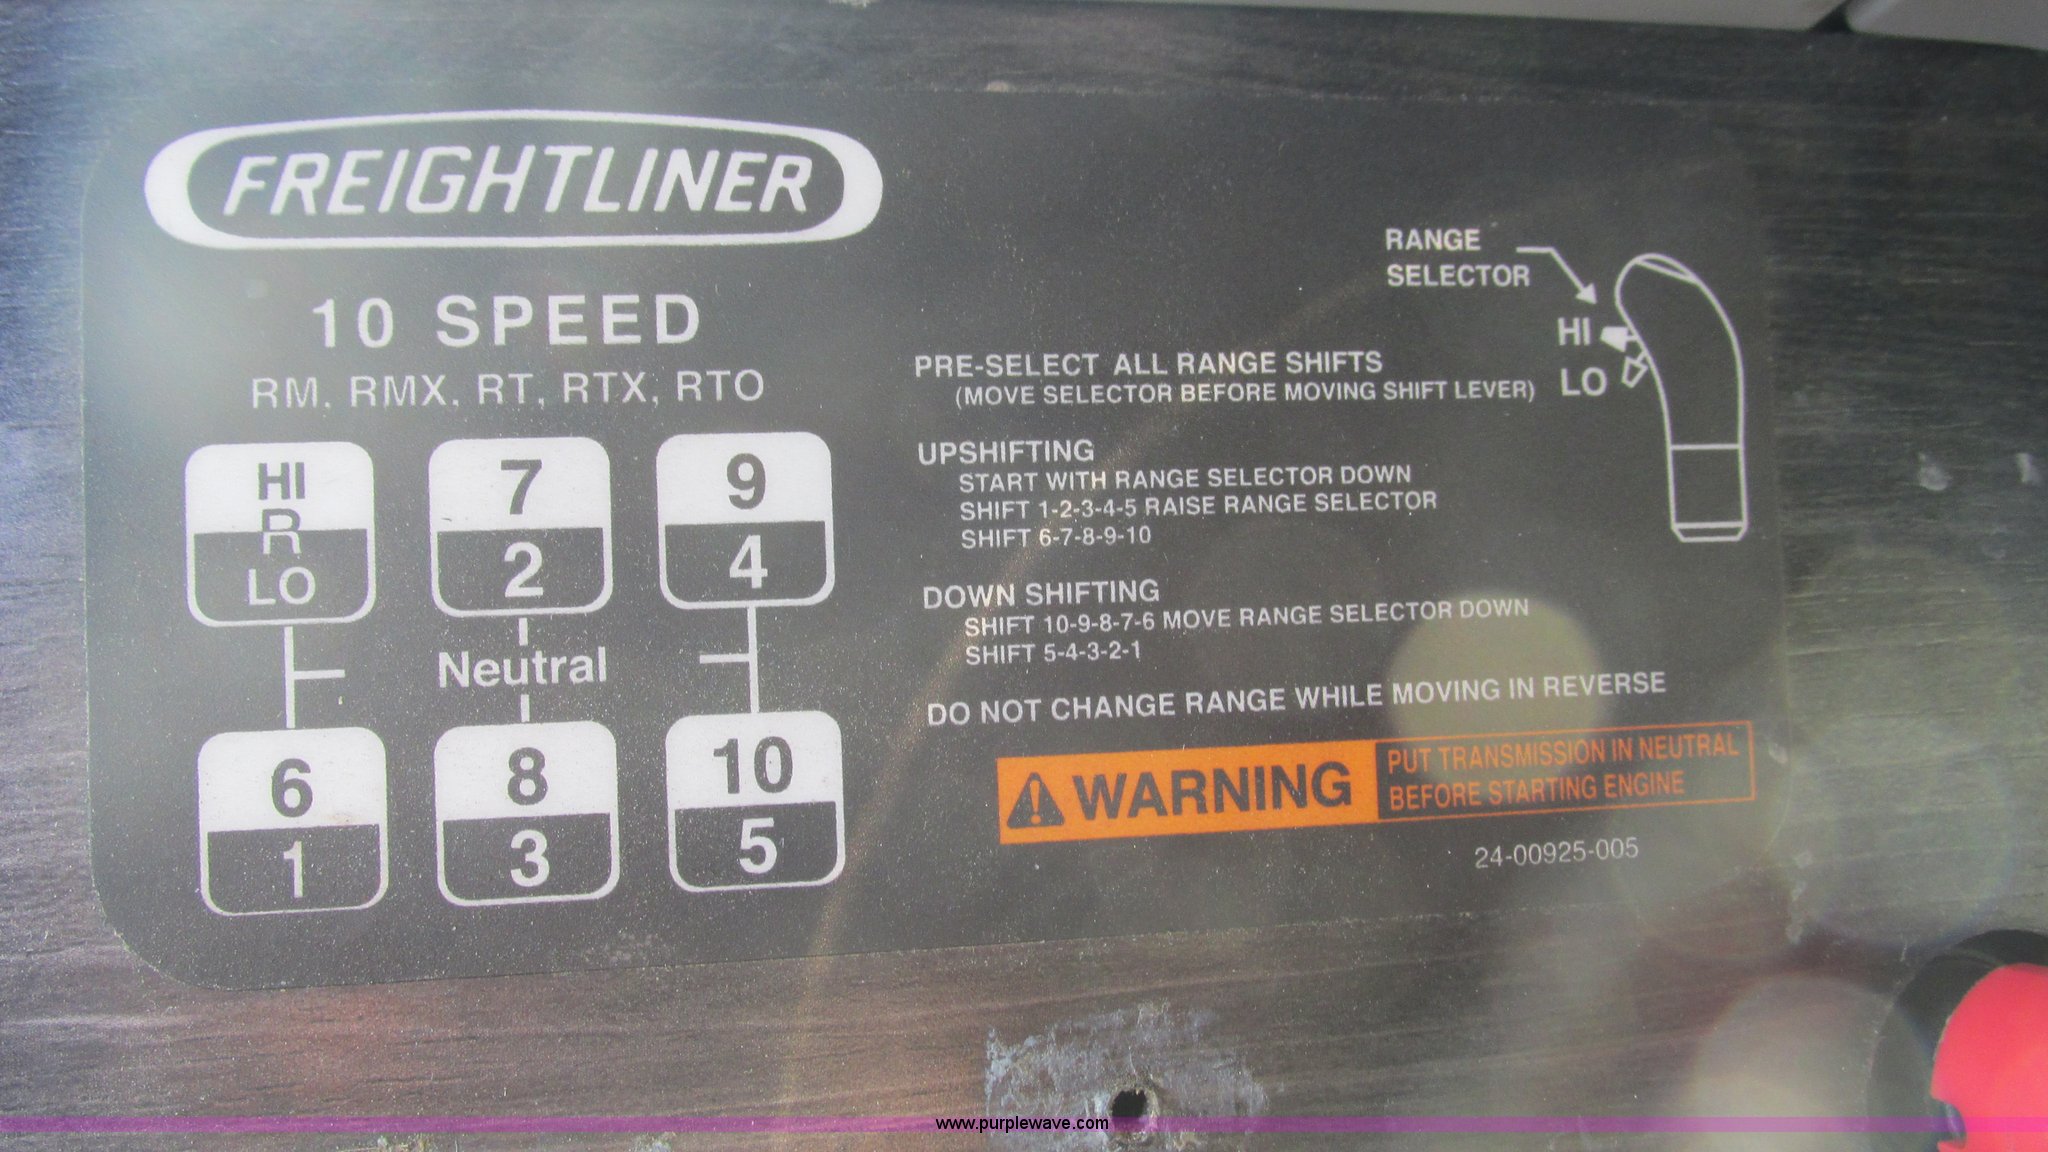 FREIGHTLINER
10 SPEED
RM, RMX, RT, RTX, RTO
HI
R
LO
7
2
9
4
Neutral
6
1
8
3
10
5
RANGE
SELECTOR
HI
LO
PRE-SELECT ALL RANGE SHIFTS
(MOVE SELECTOR BEFORE MOVING SHIFT LEVER)
UPSHIFTING
START WITH RANGE SELECTOR DOWN
SHIFT 1-2-3-4-5 RAISE RANGE SELECTOR
SHIFT 6-7-8-9-10
DOWN SHIFTING
SHIFT 10-9-8-7-6 MOVE RANGE SELECTOR DOWN
SHIFT 5-4-3-2-1
DO NOT CHANGE RANGE WHILE MOVING IN REVERSE
WARNING
PUT TRANSMISSION IN NEUTRAL
BEFORE STARTING ENGINE
24-00925-005
www.purplewave.com